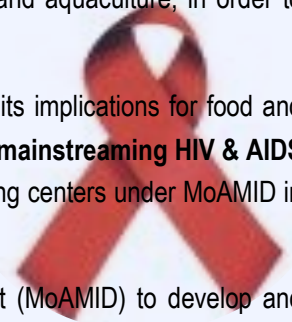 and aquaculture, in order to
its implications for food and
mainstreaming HIV & AIDS
ng centers under MoAMID in
t (MoAMID) to develop and